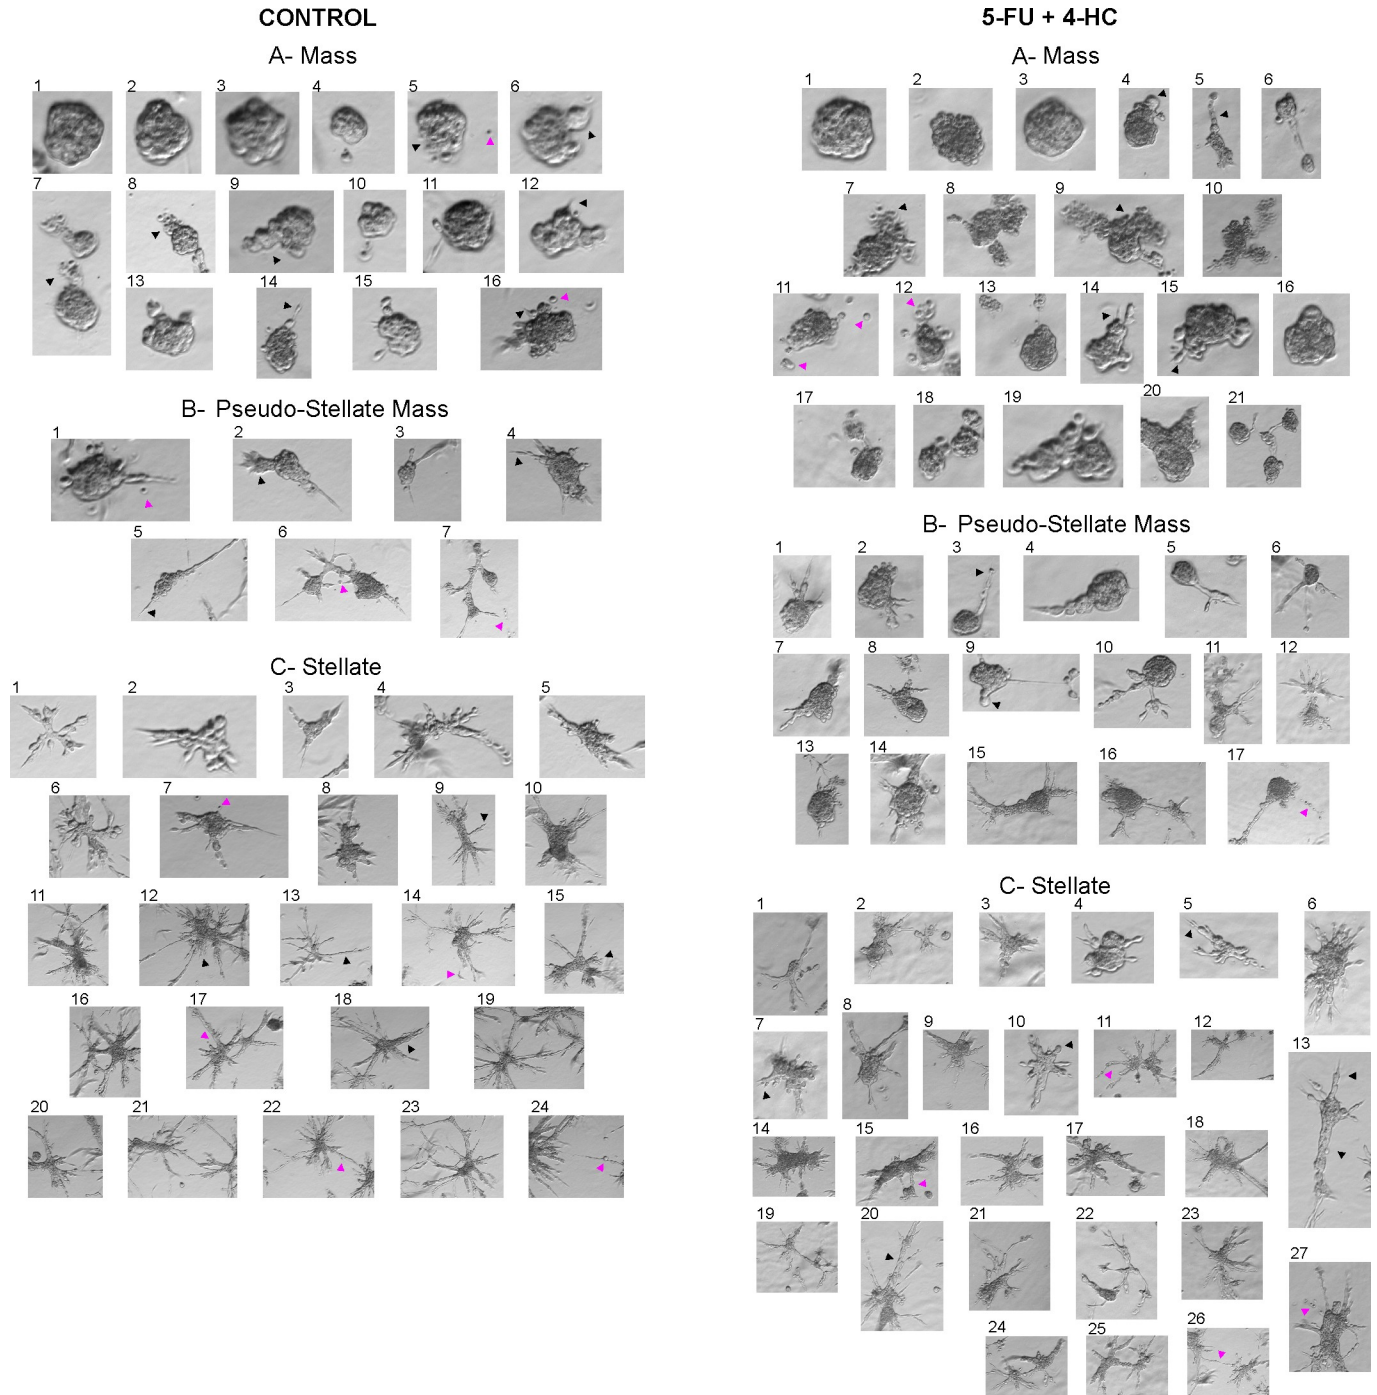 CONTROL
A- Mass
1 2 3 4 5 6
7 8 9 10 11 12
13 14 15 16
B- Pseudo-Stellate Mass
1 2 3 4
5 6 7
C- Stellate
1 2 3 4 5
6 7 8 9 10
11 12 13 14 15
16 17 18 19
20 21 22 23 24
5-FU + 4-HC
A- Mass
1 2 3 4 5 6
7 8 9 10
11 12 13 14 15 16
17 18 19 20 21
B- Pseudo-Stellate Mass
1 2 3 4 5 6
7 8 9 10 11 12
13 14 15 16 17
C- Stellate
1 2 3 4 5 6
7 8 9 10 11 12 13
14 15 16 17 18
19 20 21 22 23
24 25 26 27